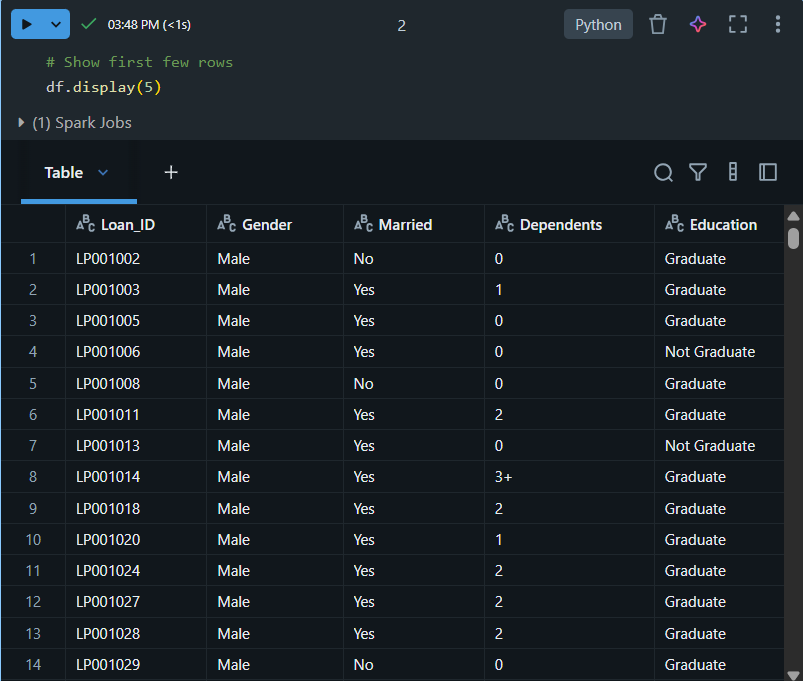 03:48 PM (<1s)
2
Python
# Show first few rows
df.display(5)
(1) Spark Jobs
Table
+
ABC Loan_ID ABC Gender ABC Married ABC Dependents ABC Education
1 LP001002 Male No 0 Graduate
2 LP001003 Male Yes 1 Graduate
3 LP001005 Male Yes 0 Graduate
4 LP001006 Male Yes 0 Not Graduate
5 LP001008 Male No 0 Graduate
6 LP001011 Male Yes 2 Graduate
7 LP001013 Male Yes 0 Not Graduate
8 LP001014 Male Yes 3+ Graduate
9 LP001018 Male Yes 2 Graduate
10 LP001020 Male Yes 1 Graduate
11 LP001024 Male Yes 2 Graduate
12 LP001027 Male Yes 2 Graduate
13 LP001028 Male Yes 2 Graduate
14 LP001029 Male No 0 Graduate